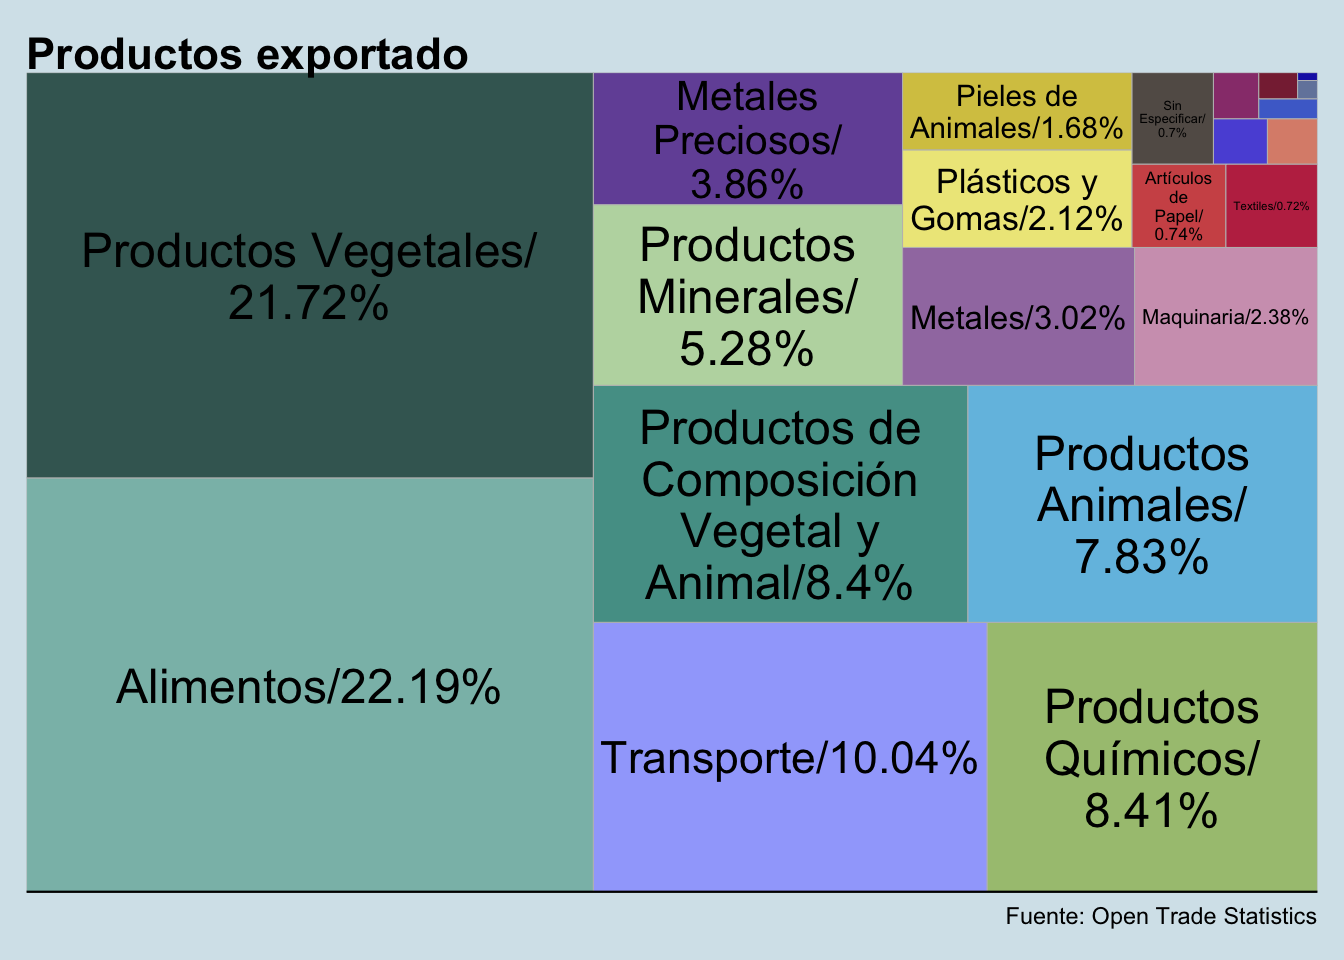 Productos exportado
Productos Vegetales/
21.72%
Alimentos/22.19%
Metales
Preciosos/
3.86%
Productos
Minerales/
5.28%
Pieles de
Animales/1.68%
Plásticos y
Gomas/2.12%
Metales/3.02%
Sin
Especificar/
0.7%
Artículos
de
Papel/
0.74%
Textiles/0.72%
Maquinaria/2.38%
Productos de
Composición
Vegetal y
Animal/8.4%
Productos
Animales/
7.83%
Transporte/10.04%
Productos
Químicos/
8.41%
Fuente: Open Trade Statistics